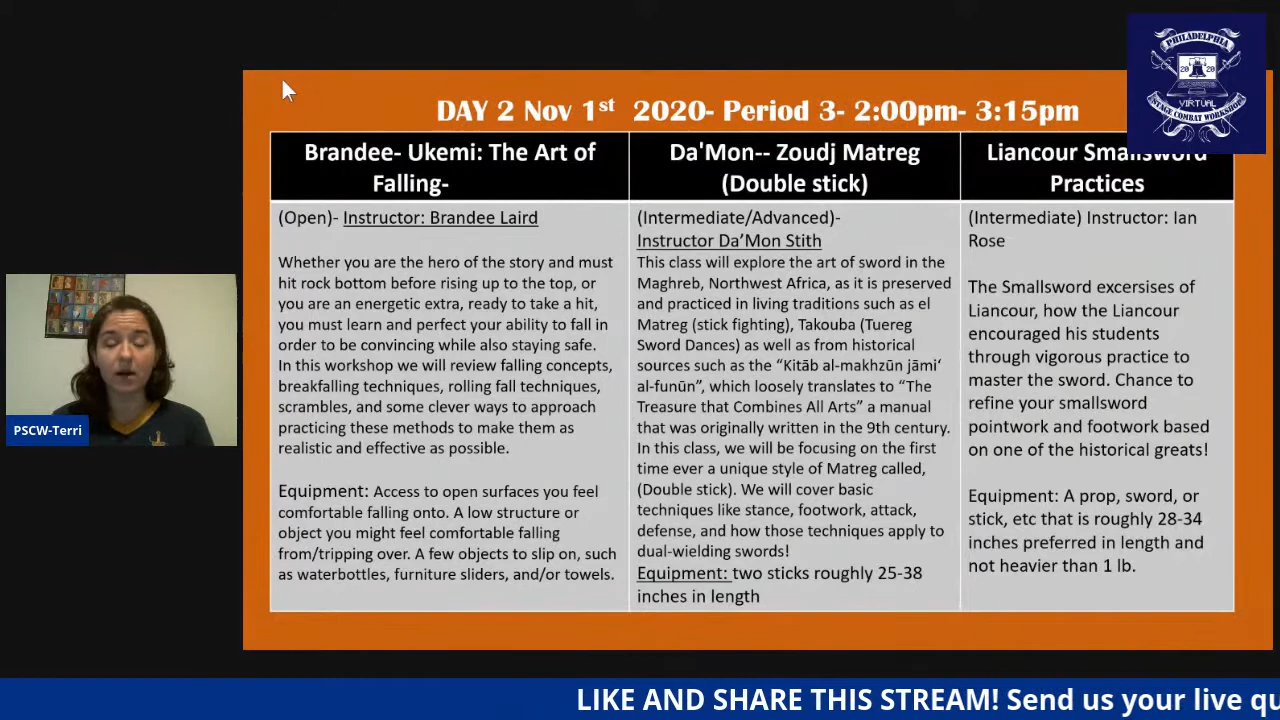 PHILADELPHIA
20 20
VIRTUAL
STAGE COMBAT WORKSHOP
DAY 2 Nov 1st 2020- Period 3- 2:00pm- 3:15pm
Brandee- Ukemi: The Art of
Falling-
(Open)- Instructor: Brandee Laird
Whether you are the hero of the story and must
hit rock bottom before rising up to the top, or
you are an energetic extra, ready to take a hit,
you must learn and perfect your ability to fall in
order to be convincing while also staying safe.
In this workshop we will review falling concepts,
breakfalling techniques, rolling fall techniques,
scrambles, and some clever ways to approach
practicing these methods to make them as
realistic and effective as possible.
Equipment: Access to open surfaces you feel
comfortable falling onto. A low structure or
object you might feel comfortable falling
from/tripping over. A few objects to slip on, such
as waterbottles, furniture sliders, and/or towels.
Da'Mon-- Zoudj Matreg
(Double stick)
(Intermediate/Advanced)-
Instructor Da’Mon Stith
This class will explore the art of sword in the
Maghreb, Northwest Africa, as it is preserved
and practiced in living traditions such as el
Matreg (stick fighting), Takouba (Tuereg
Sword Dances) as well as from historical
sources such as the “Kitāb al-makhzūn jāmi‘
al-funūn”, which loosely translates to “The
Treasure that Combines All Arts” a manual
that was originally written in the 9th century.
In this class, we will be focusing on the first
time ever a unique style of Matreg called,
(Double stick). We will cover basic
techniques like stance, footwork, attack,
defense, and how those techniques apply to
dual-wielding swords!
Equipment: two sticks roughly 25-38
inches in length
Liancour Smallsword
Practices
(Intermediate) Instructor: Ian
Rose
The Smallsword excersises of
Liancour, how the Liancour
encouraged his students
through vigorous practice to
master the sword. Chance to
refine your smallsword
pointwork and footwork based
on one of the historical greats!
Equipment: A prop, sword, or
stick, etc that is roughly 28-34
inches preferred in length and
not heavier than 1 lb.
PSCW-Terri
LIKE AND SHARE THIS STREAM! Send us your live qu